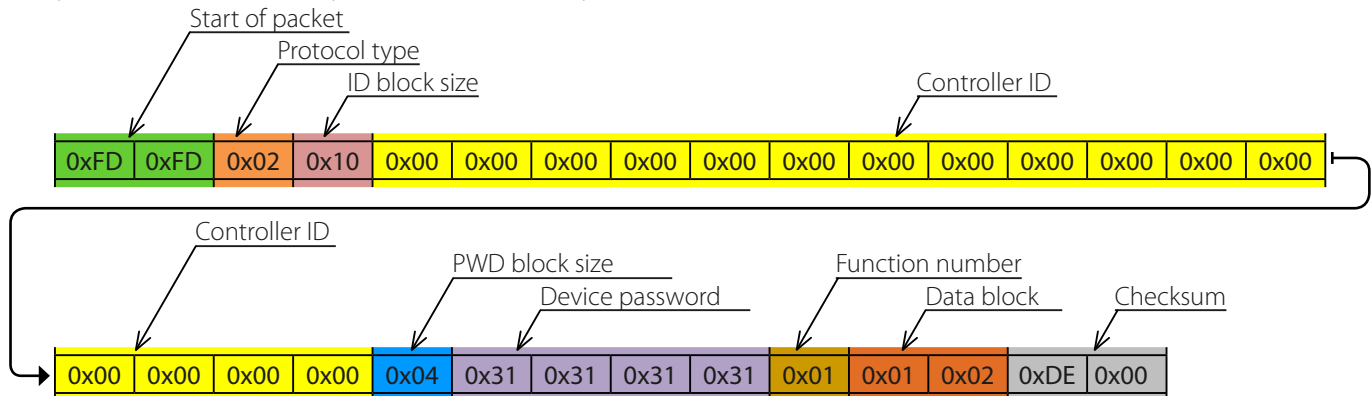 Start of packet
Protocol type
ID block size
Controller ID
0xFD 0xFD 0x02 0x10 0x00 0x00 0x00 0x00 0x00 0x00 0x00 0x00 0x00 0x00 0x00 0x00
Controller ID
PWD block size
Function number
Device password
Data block
Checksum
0x00 0x00 0x00 0x00 0x04 0x31 0x31 0x31 0x31 0x01 0x01 0x02 0xDE 0x00